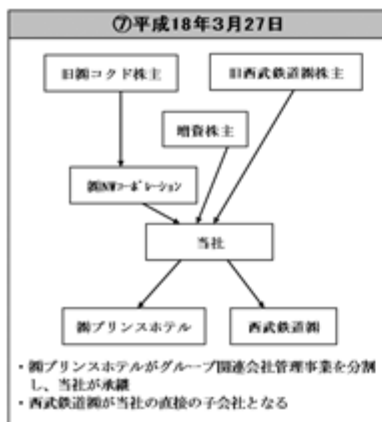 ⑦平成18年3月27日
旧㈱コクド株主
旧西武鉄道㈱株主
増資株主
㈱NWｺｰﾎﾟﾚｰｼｮﾝ
当社
㈱プリンスホテル
西武鉄道㈱
・㈱プリンスホテルがグループ関連会社管理事業を分割
し、当社が承継
・西武鉄道㈱が当社の直接の子会社となる